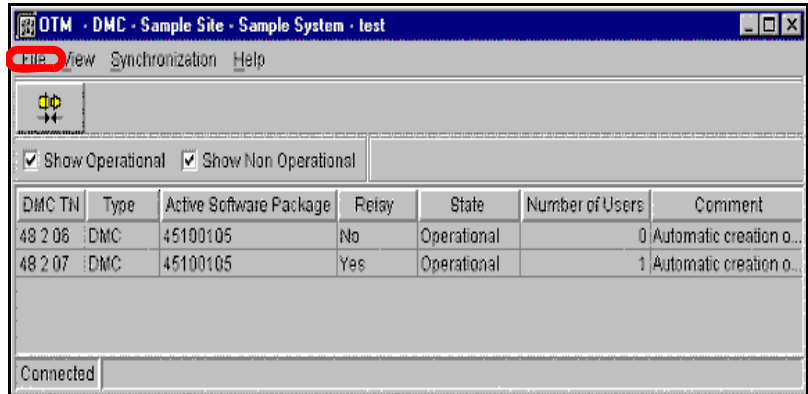 OTM - DMC - Sample Site - Sample System - test
File View Synchronization Help
Show Operational Show Non Operational
DMC TN Type Active Software Package Relay State Number of Users Comment
48 2 06 DMC 45100105 No Operational 0 Automatic creation o...
48 2 07 DMC 45100105 Yes Operational 1 Automatic creation o...
Connected